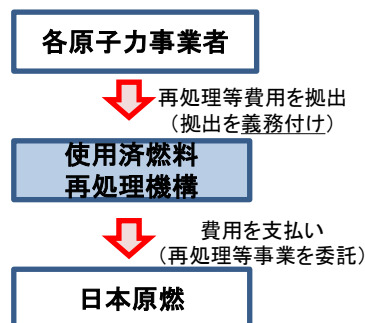 各原子力事業者
再処理等費用を拠出
（拠出を義務付け）
使用済燃料
再処理機構
費用を支払い
（再処理等事業を委託）
日本原燃